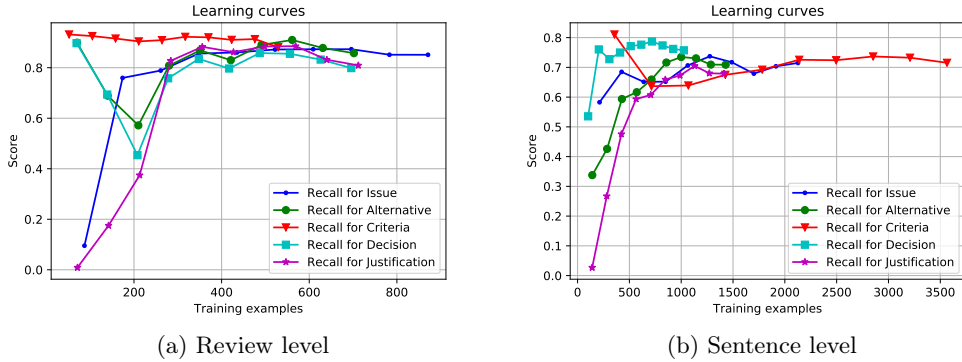 Learning curves
0.8
0.6
0.4
0.2
0.0
Score
200
400
600
800
Training examples
Recall for Issue
Recall for Alternative
Recall for Criteria
Recall for Decision
Recall for Justification
(a) Review level
Learning curves
0.8
0.7
0.6
0.5
0.4
0.3
0.2
0.1
0.0
Score
0
500
1000
1500
2000
2500
3000
3500
Training examples
Recall for Issue
Recall for Alternative
Recall for Criteria
Recall for Decision
Recall for Justification
(b) Sentence level